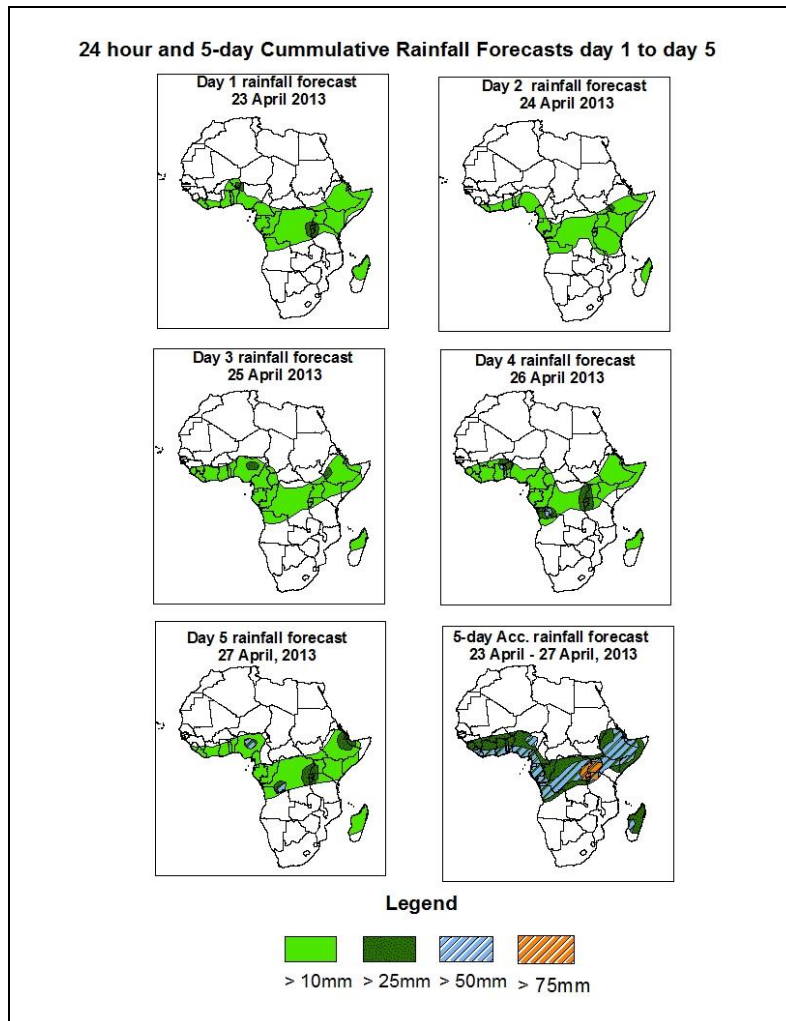 24 hour and 5-day Cummulative Rainfall Forecasts day 1 to day 5
Day 1 rainfall forecast
23 April 2013
Day 2 rainfall forecast
24 April 2013
Day 3 rainfall forecast
25 April 2013
Day 4 rainfall forecast
26 April 2013
Day 5 rainfall forecast
27 April, 2013
5-day Acc. rainfall forecast
23 April - 27 April, 2013
Legend
> 10mm > 25mm > 50mm > 75mm